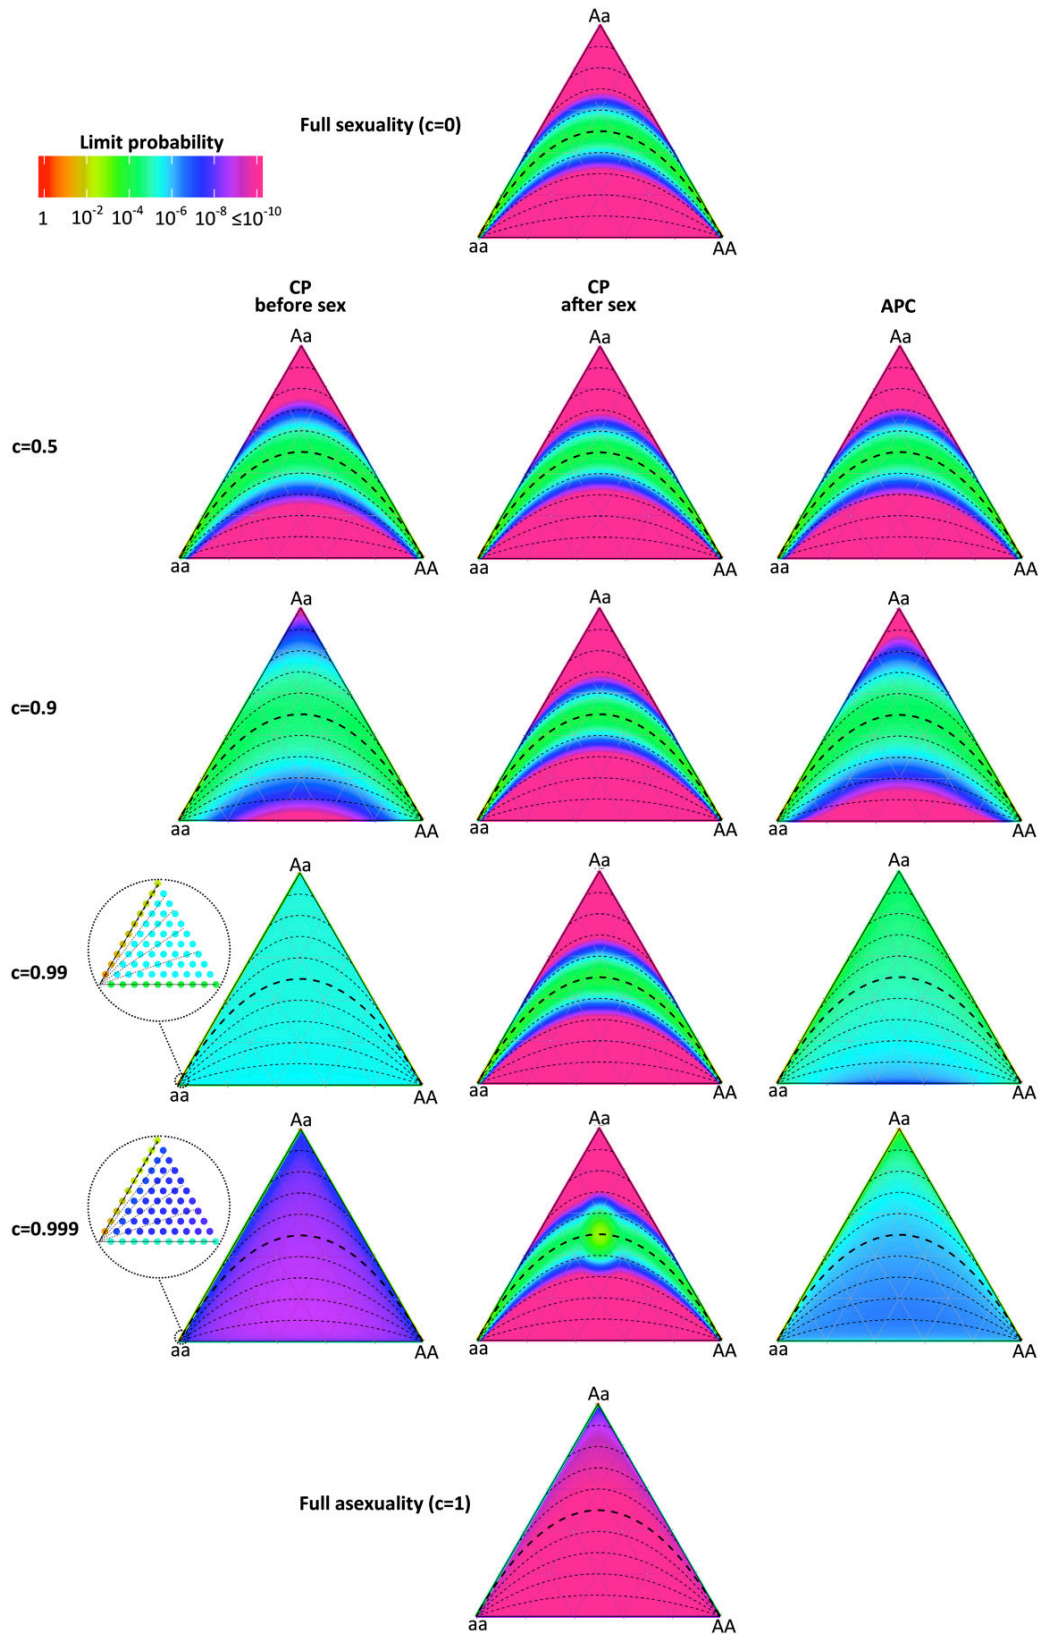 Aa
Full sexuality (c=0)
Limit probability
1 10⁻² 10⁻⁴ 10⁻⁶ 10⁻⁸ ≤10⁻¹⁰
aa AA
CP
before sex
CP
after sex
APC
Aa Aa Aa
c=0.5
aa AA aa AA aa AA
Aa Aa Aa
c=0.9
aa AA aa AA aa AA
Aa Aa Aa
c=0.99
aa AA aa AA aa AA
Aa Aa Aa
c=0.999
aa AA aa AA aa AA
Aa
Full asexuality (c=1)
aa AA